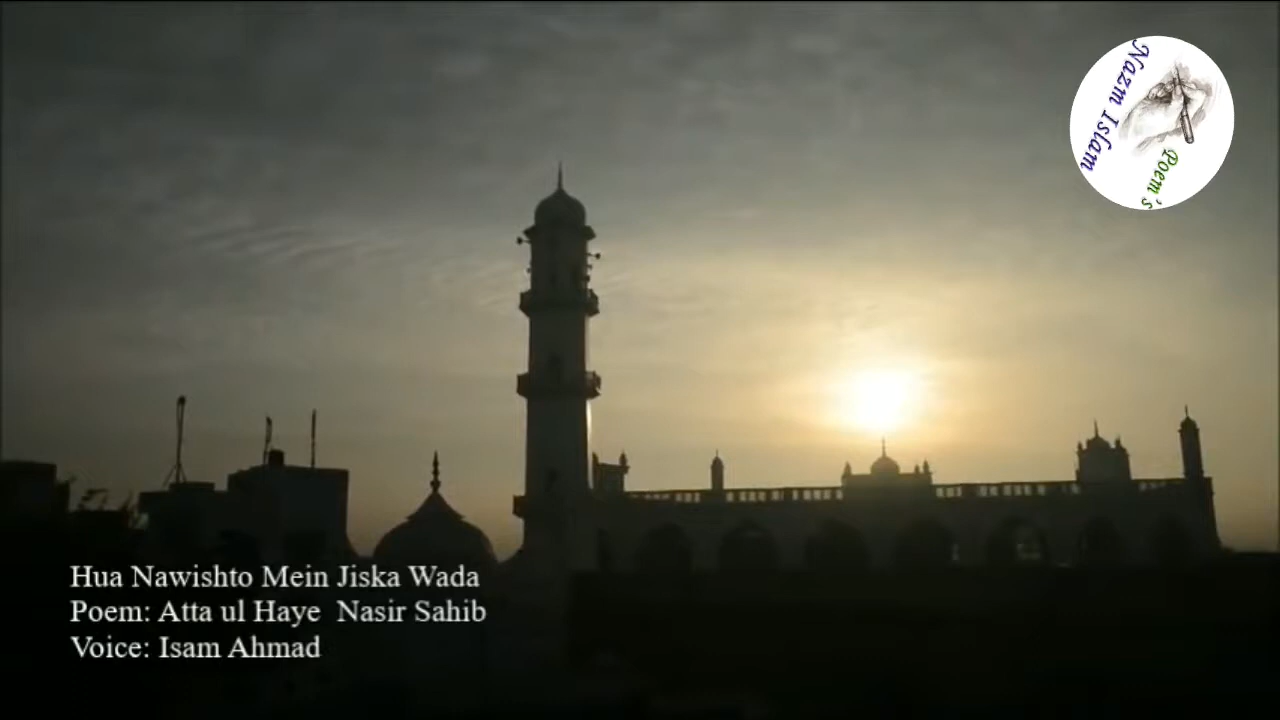 Nazm Islam
Poem's
Hua Nawishto Mein Jiska Wada
Poem: Atta ul Haye  Nasir Sahib
Voice: Isam Ahmad